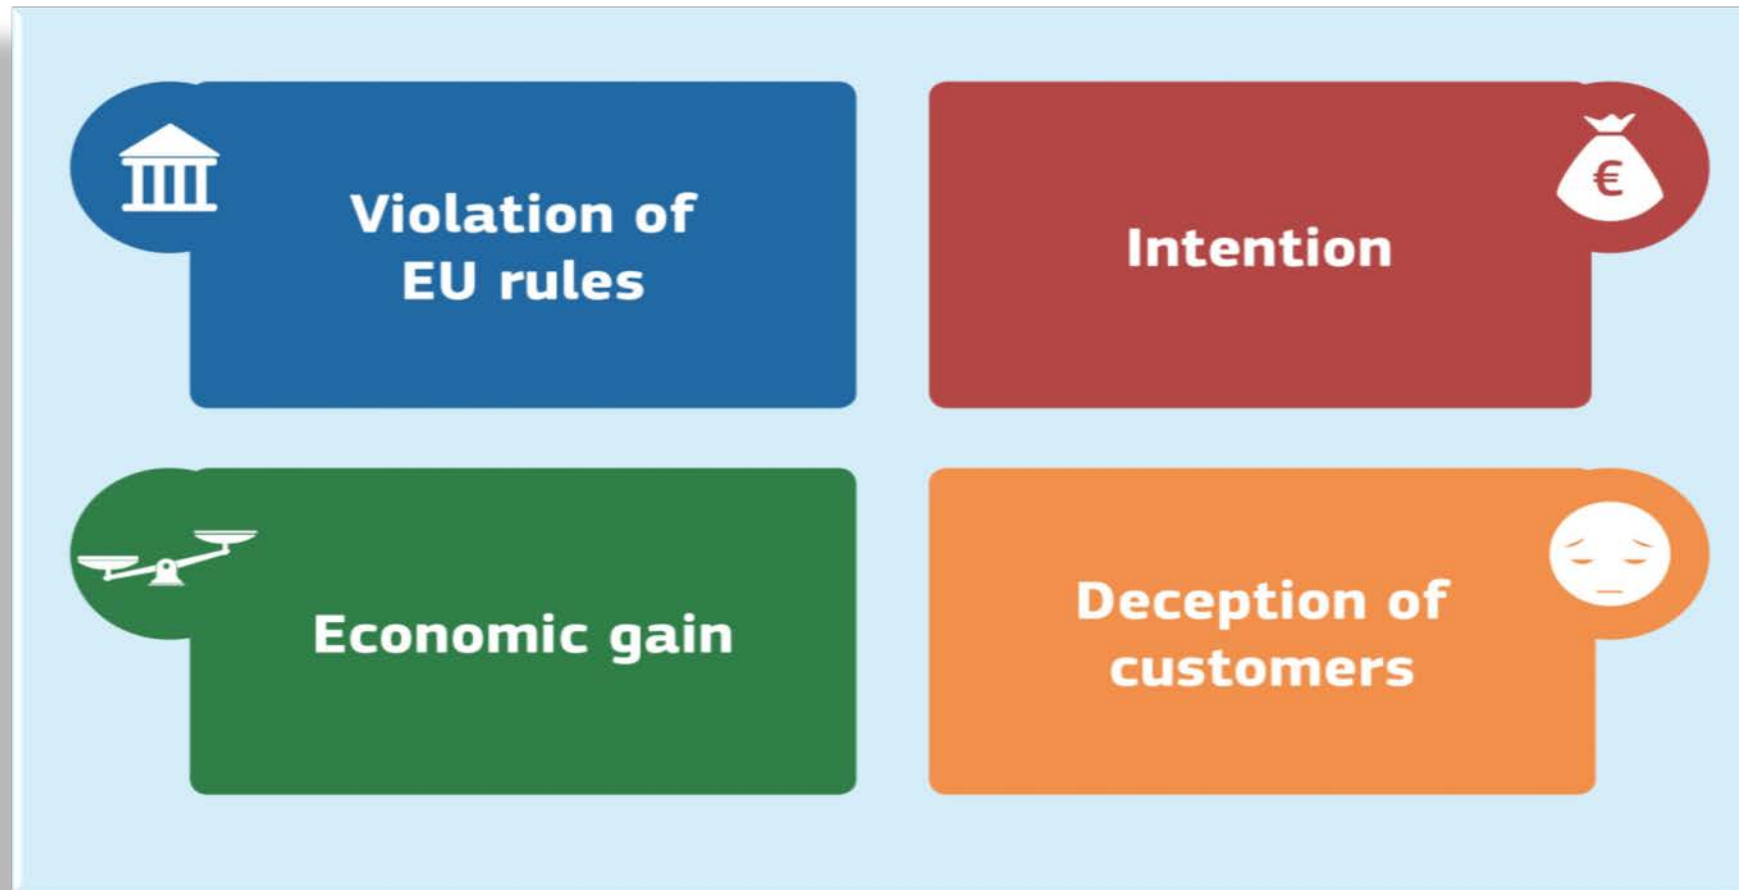 Violation of
EU rules
€
Intention
Economic gain
Deception of
customers